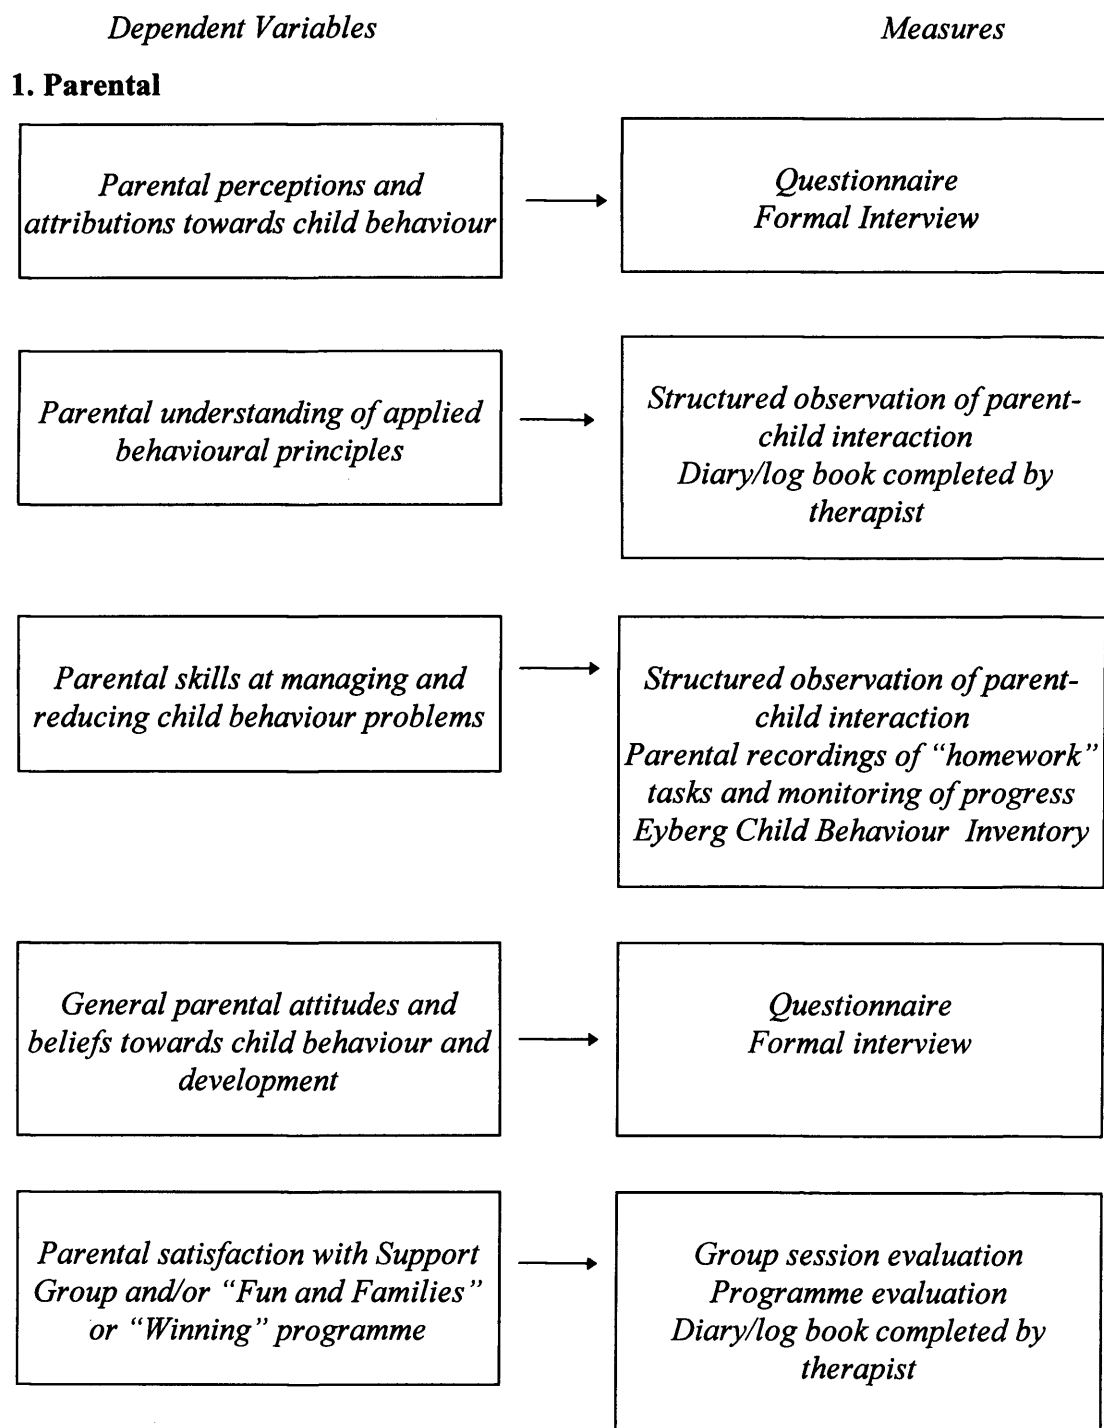 Dependent Variables
Measures
1. Parental
Parental perceptions and
attributions towards child behaviour
Questionnaire
Formal Interview
Parental understanding of applied
behavioural principles
Structured observation of parent-
child interaction
Diary/log book completed by
therapist
Parental skills at managing and
reducing child behaviour problems
Structured observation of parent-
child interaction
Parental recordings of “homework”
tasks and monitoring of progress
Eyberg Child Behaviour Inventory
General parental attitudes and
beliefs towards child behaviour and
development
Questionnaire
Formal interview
Parental satisfaction with Support
Group and/or “Fun and Families”
or “Winning” programme
Group session evaluation
Programme evaluation
Diary/log book completed by
therapist